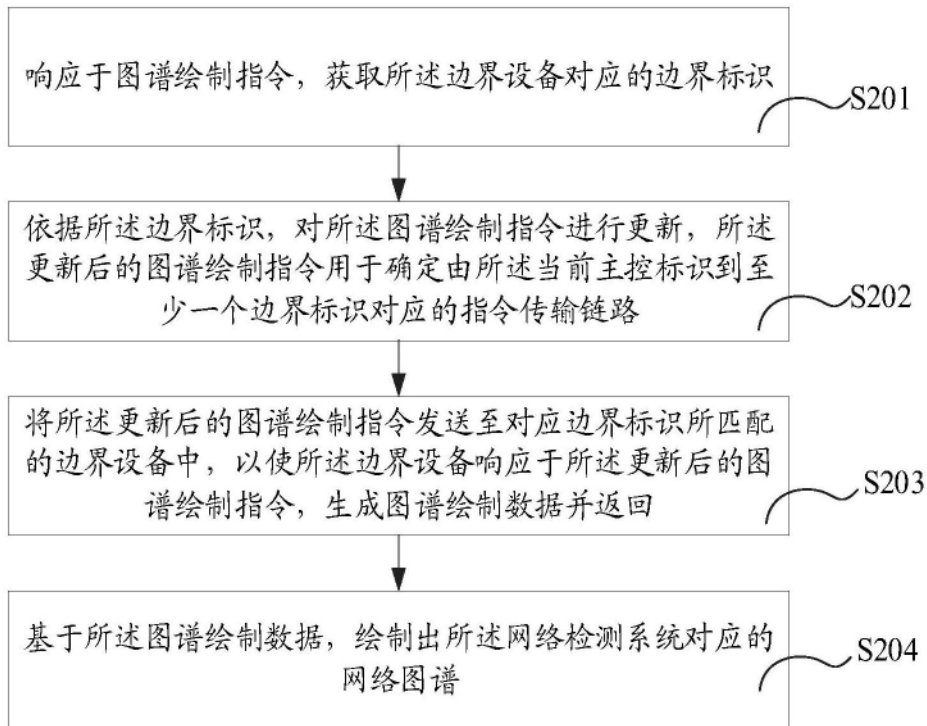 响应于图谱绘制指令，获取所述边界设备对应的边界标识
S201
依据所述边界标识，对所述图谱绘制指令进行更新，所述
更新后的图谱绘制指令用于确定由所述当前主控标识到至
少一个边界标识对应的指令传输链路
S202
将所述更新后的图谱绘制指令发送至对应边界标识所匹配
的边界设备中，以使所述边界设备响应于所述更新后的图
谱绘制指令，生成图谱绘制数据并返回
S203
基于所述图谱绘制数据，绘制出所述网络检测系统对应的
网络图谱
S204